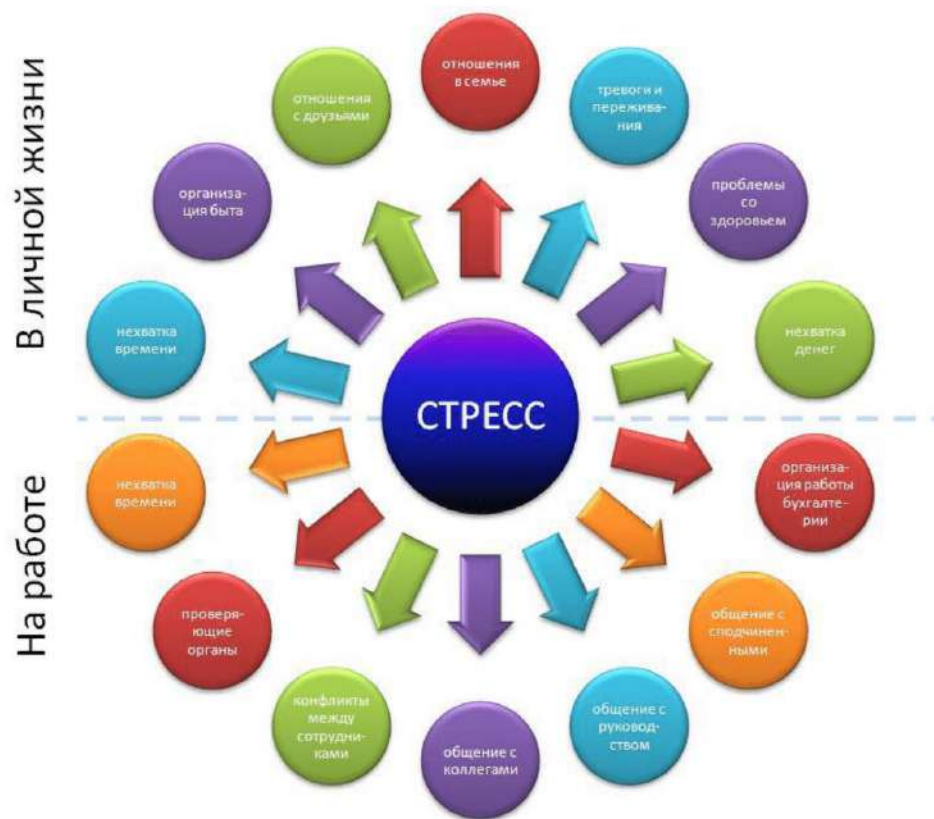 В личной жизни
отношения
в семье
тревоги и
пережива-
ния
проблемы
со
здоровьем
нехватка
денег
отношения
с друзьями
организа-
ция быта
нехватка
времени
СТРЕСС
На работе
нехватка
времени
проверя-
ющие
органы
конфликты
между
сотрудни-
ками
общение с
коллегами
общение с
руковод-
ством
общение с
сподчинен-
ными
организа-
ция работы
бухгалте-
рии